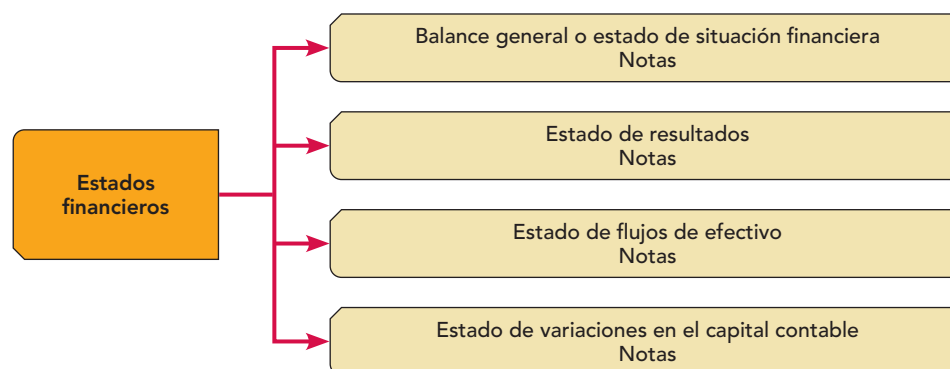 Estados
financieros
Balance general o estado de situación financiera
Notas
Estado de resultados
Notas
Estado de flujos de efectivo
Notas
Estado de variaciones en el capital contable
Notas